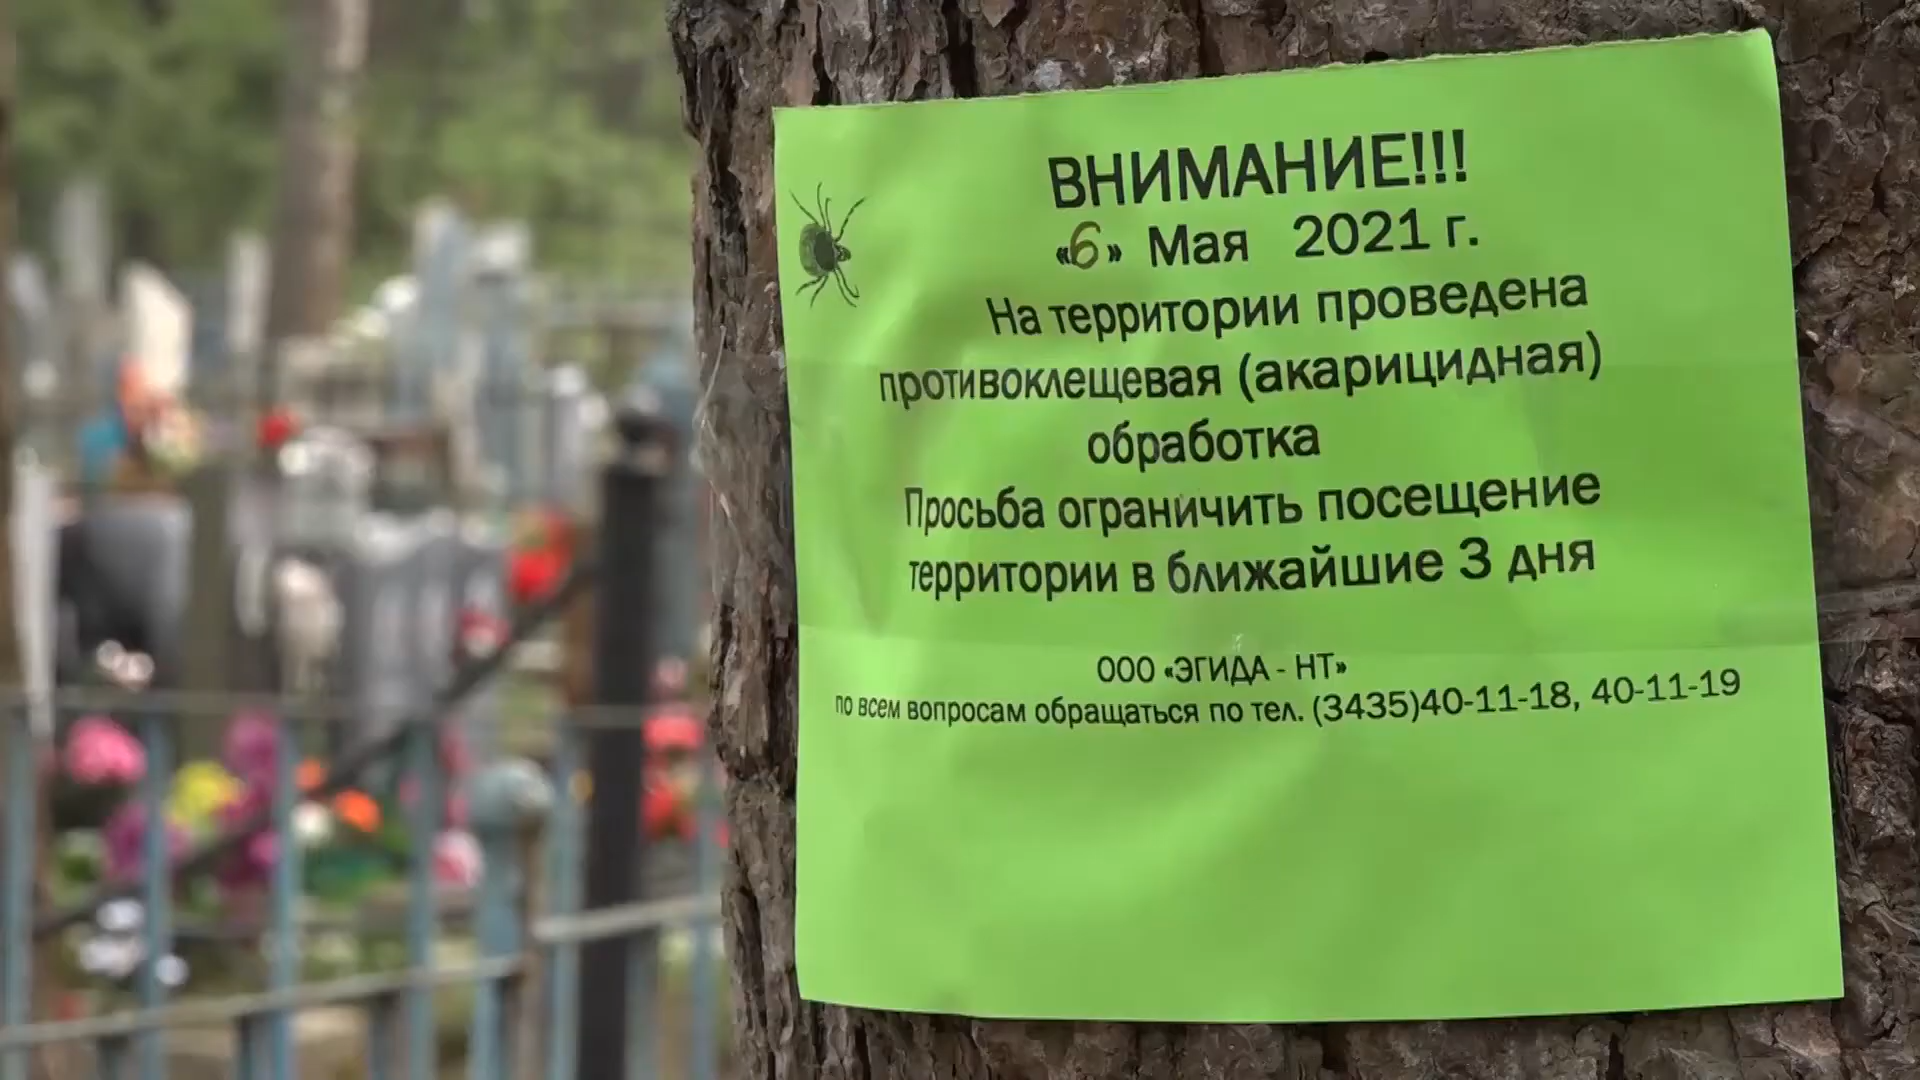 ВНИМАНИЕ!!!
«6» Мая 2021 г.
На территории проведена
противоклещевая (акарицидная)
обработка
Просьба ограничить посещение
территории в ближайшие 3 дня
ООО «ЭГИДА - НТ»
по всем вопросам обращаться по тел. (3435)40-11-18, 40-11-19